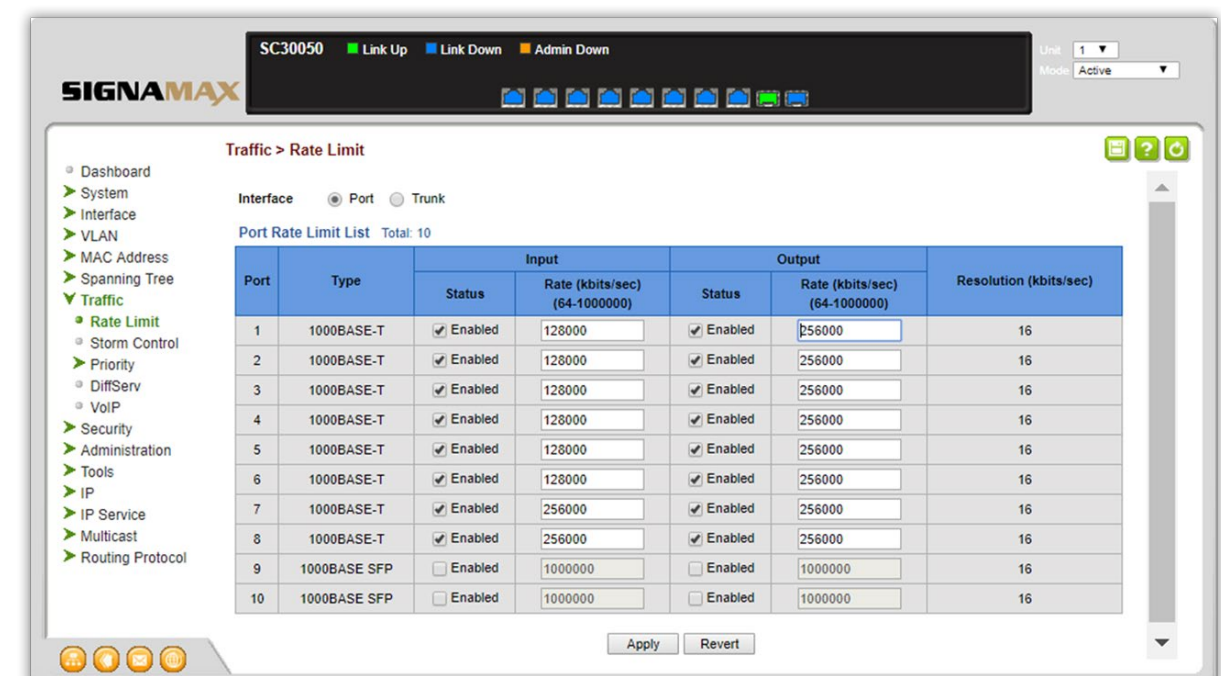 SC30050 Link Up Link Down Admin Down
Unit 1
Mode Active
SIGNAMAX
Traffic > Rate Limit
Dashboard
System
Interface
VLAN
MAC Address
Spanning Tree
Traffic
Rate Limit
Storm Control
Priority
DiffServ
VoIP
Security
Administration
Tools
IP
IP Service
Multicast
Routing Protocol
Interface Port Trunk
Port Rate Limit List Total: 10
Port Type Input Output Resolution (kbits/sec)
Status Rate (kbits/sec) (64-1000000) Status Rate (kbits/sec) (64-1000000)
1 1000BASE-T Enabled 128000 Enabled 256000 16
2 1000BASE-T Enabled 128000 Enabled 256000 16
3 1000BASE-T Enabled 128000 Enabled 256000 16
4 1000BASE-T Enabled 128000 Enabled 256000 16
5 1000BASE-T Enabled 128000 Enabled 256000 16
6 1000BASE-T Enabled 128000 Enabled 256000 16
7 1000BASE-T Enabled 256000 Enabled 256000 16
8 1000BASE-T Enabled 256000 Enabled 256000 16
9 1000BASE SFP Enabled 1000000 Enabled 1000000 16
10 1000BASE SFP Enabled 1000000 Enabled 1000000 16
Apply Revert